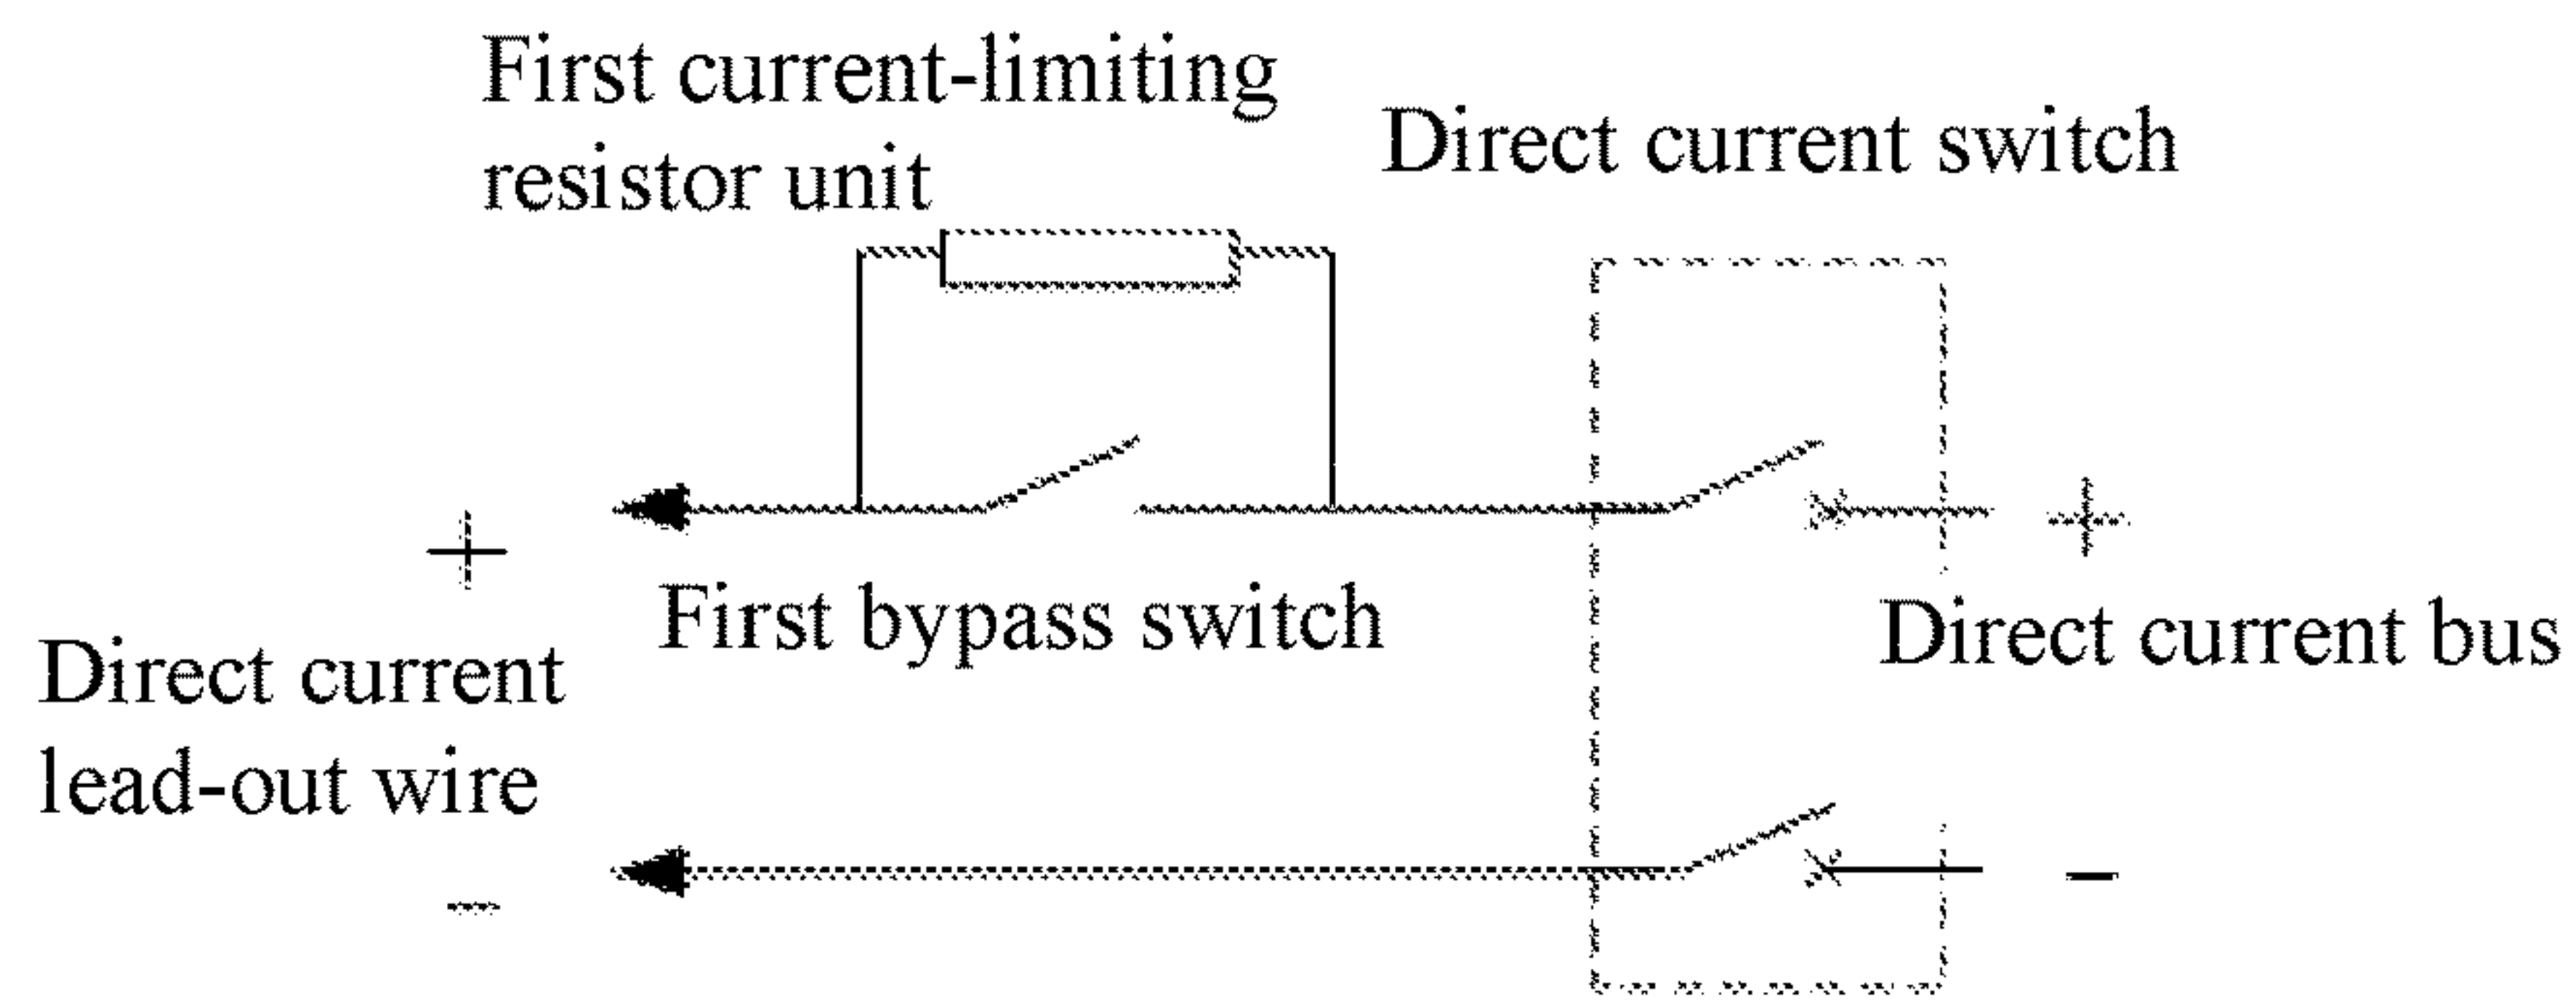 First current-limiting
resistor unit
Direct current switch
+
+
First bypass switch
Direct current bus
Direct current
lead-out wire
-
-